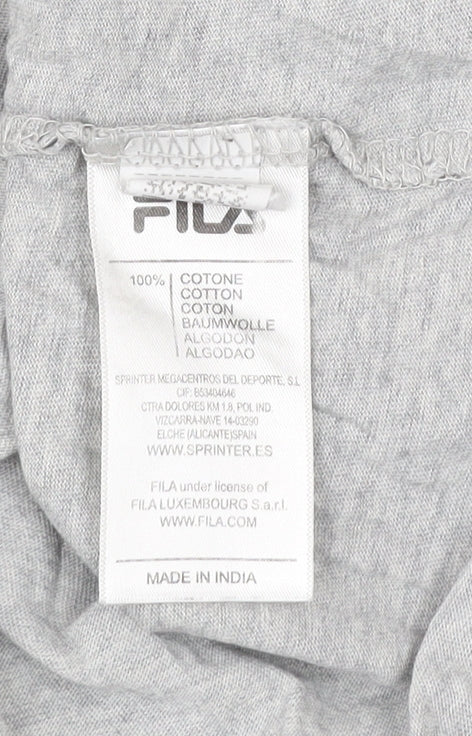 FILA
100% COTONE
COTTON
COTON
BAUMWOLLE
ALGODON
ALGODAO
SPRINTER MEGACENTROS DEL DEPORTE, S.L
CIF: B53404646
CTRA DOLORES KM 1,8, POL IND.
VIZCARRA-NAVE 14-03290
ELCHE (ALICANTE)SPAIN
WWW.SPRINTER.ES
FILA under license of
FILA LUXEMBOURG S.a.r.l.
WWW.FILA.COM
MADE IN INDIA